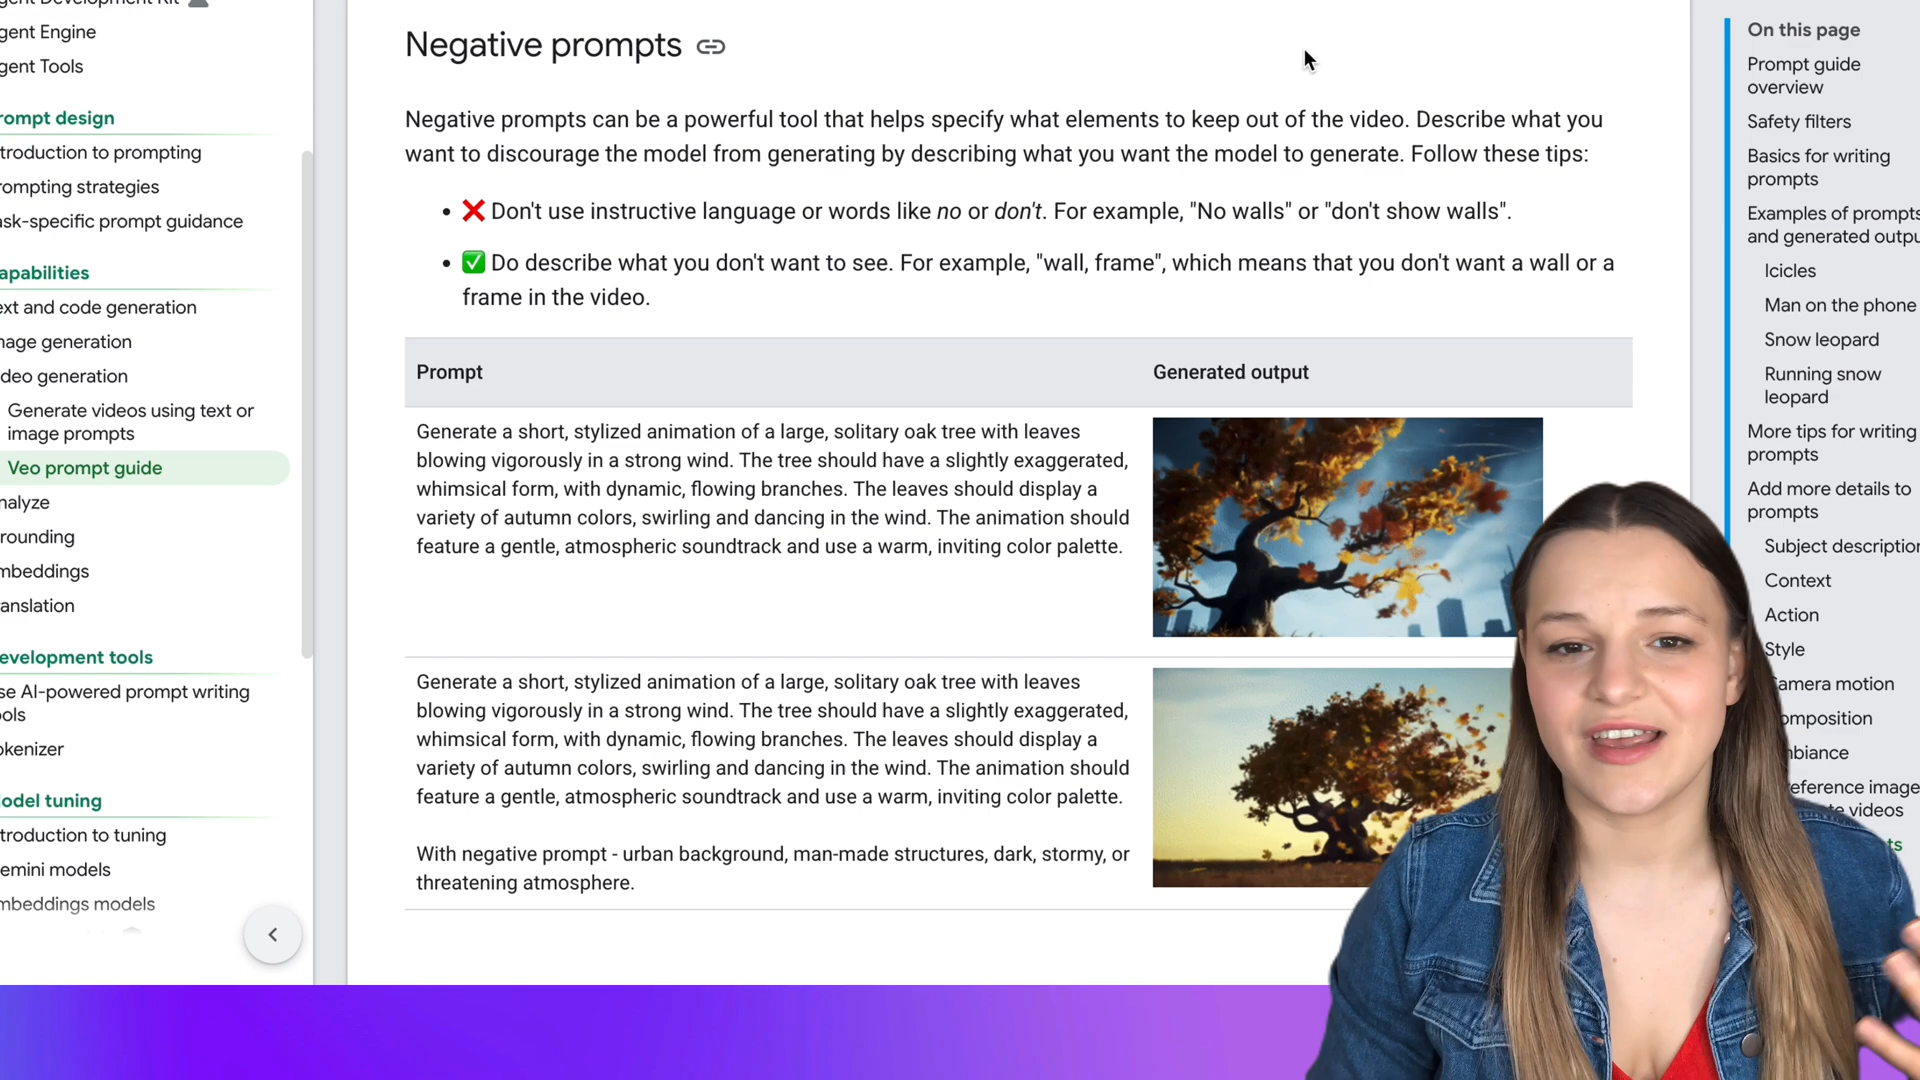 gent Development Kit
gent Engine
gent Tools
rompt design
troduction to prompting
rompting strategies
ask-specific prompt guidance
apabilities
ext and code generation
nage generation
deo generation
Generate videos using text or
image prompts
Veo prompt guide
nalyze
rounding
mbeddings
anslation
evelopment tools
se AI-powered prompt writing
ools
okenizer
odel tuning
troduction to tuning
emini models
mbeddings models
Negative prompts
Negative prompts can be a powerful tool that helps specify what elements to keep out of the video. Describe what you
want to discourage the model from generating by describing what you want the model to generate. Follow these tips:
• ❌ Don't use instructive language or words like no or don't. For example, "No walls" or "don't show walls".
• ✅ Do describe what you don't want to see. For example, "wall, frame", which means that you don't want a wall or a
frame in the video.
Prompt
Generated output
Generate a short, stylized animation of a large, solitary oak tree with leaves
blowing vigorously in a strong wind. The tree should have a slightly exaggerated,
whimsical form, with dynamic, flowing branches. The leaves should display a
variety of autumn colors, swirling and dancing in the wind. The animation should
feature a gentle, atmospheric soundtrack and use a warm, inviting color palette.
Generate a short, stylized animation of a large, solitary oak tree with leaves
blowing vigorously in a strong wind. The tree should have a slightly exaggerated,
whimsical form, with dynamic, flowing branches. The leaves should display a
variety of autumn colors, swirling and dancing in the wind. The animation should
feature a gentle, atmospheric soundtrack and use a warm, inviting color palette.
With negative prompt - urban background, man-made structures, dark, stormy, or
threatening atmosphere.
On this page
Prompt guide
overview
Safety filters
Basics for writing
prompts
Examples of prompts
and generated outpu
Icicles
Man on the phone
Snow leopard
Running snow
leopard
More tips for writing
prompts
Add more details to
prompts
Subject description
Context
Action
Style
amera motion
omposition
mbiance
eference image
te videos
ts